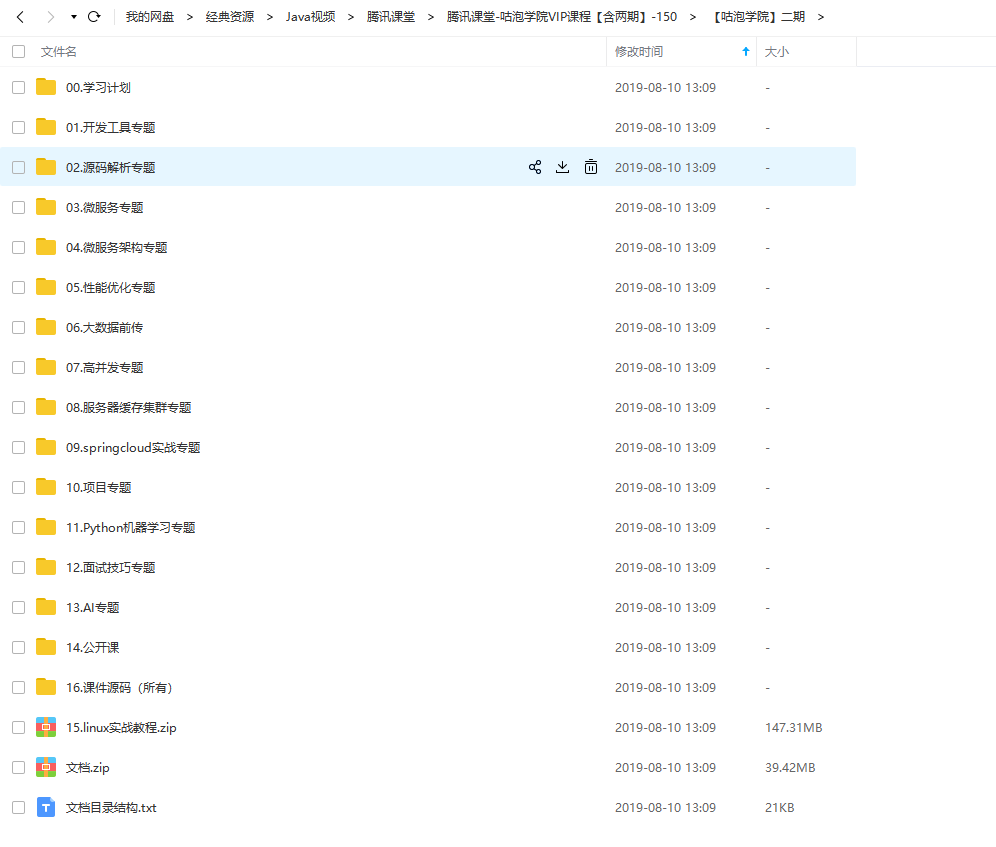 我的网盘 > 经典资源 > Java视频 > 腾讯课堂 > 腾讯课堂-咕泡学院VIP课程【含两期】-150 > 【咕泡学院】二期 >
文件名 修改时间 大小
00.学习计划 2019-08-10 13:09 -
01.开发工具专题 2019-08-10 13:09 -
02.源码解析专题 2019-08-10 13:09 -
03.微服务专题 2019-08-10 13:09 -
04.微服务架构专题 2019-08-10 13:09 -
05.性能优化专题 2019-08-10 13:09 -
06.大数据前传 2019-08-10 13:09 -
07.高并发专题 2019-08-10 13:09 -
08.服务器缓存集群专题 2019-08-10 13:09 -
09.springcloud实战专题 2019-08-10 13:09 -
10.项目专题 2019-08-10 13:09 -
11.Python机器学习专题 2019-08-10 13:09 -
12.面试技巧专题 2019-08-10 13:09 -
13.AI专题 2019-08-10 13:09 -
14.公开课 2019-08-10 13:09 -
16.课件源码（所有） 2019-08-10 13:09 -
15.linux实战教程.zip 2019-08-10 13:09 147.31MB
文档.zip 2019-08-10 13:09 39.42MB
文档目录结构.txt 2019-08-10 13:09 21KB